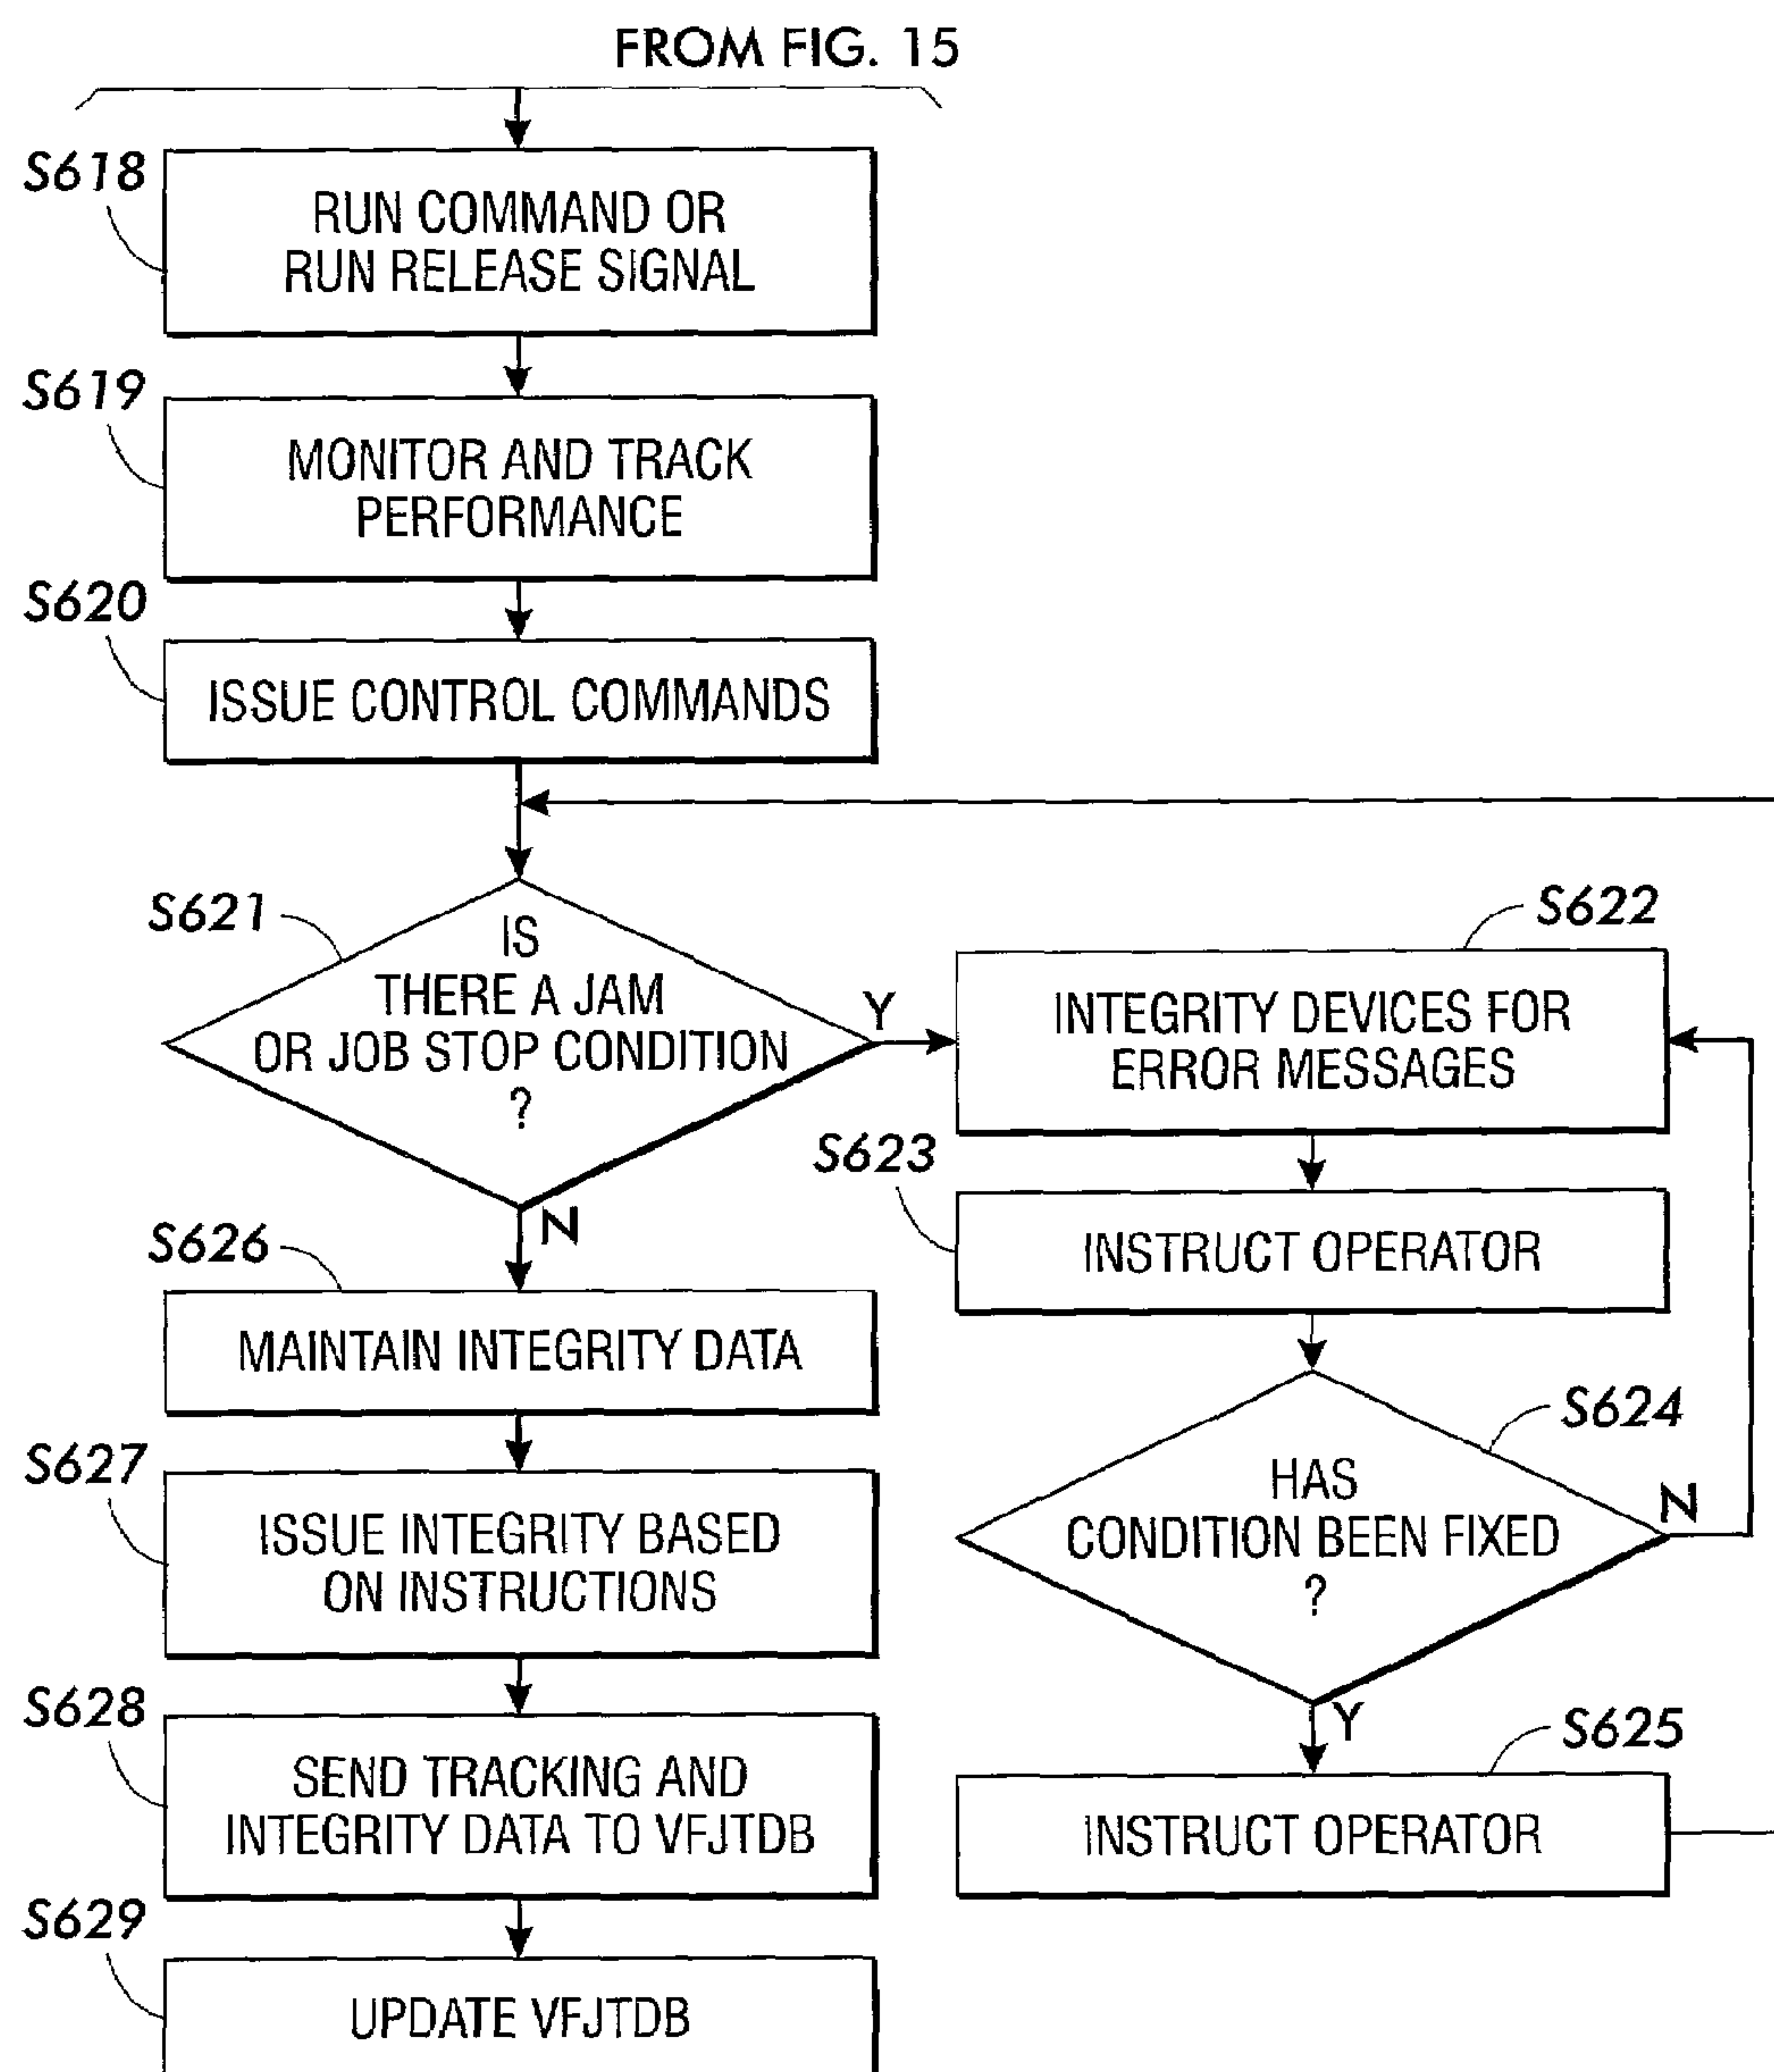 FROM FIG. 15
S618
RUN COMMAND OR
RUN RELEASE SIGNAL
S619
MONITOR AND TRACK
PERFORMANCE
S620
ISSUE CONTROL COMMANDS
S621
IS
THERE A JAM
OR JOB STOP CONDITION
?
Y
N
S622
INTEGRITY DEVICES FOR
ERROR MESSAGES
S623
INSTRUCT OPERATOR
S624
HAS
CONDITION BEEN FIXED
?
N
Y
S625
INSTRUCT OPERATOR
S626
MAINTAIN INTEGRITY DATA
S627
ISSUE INTEGRITY BASED
ON INSTRUCTIONS
S628
SEND TRACKING AND
INTEGRITY DATA TO VFJTDB
S629
UPDATE VFJTDB